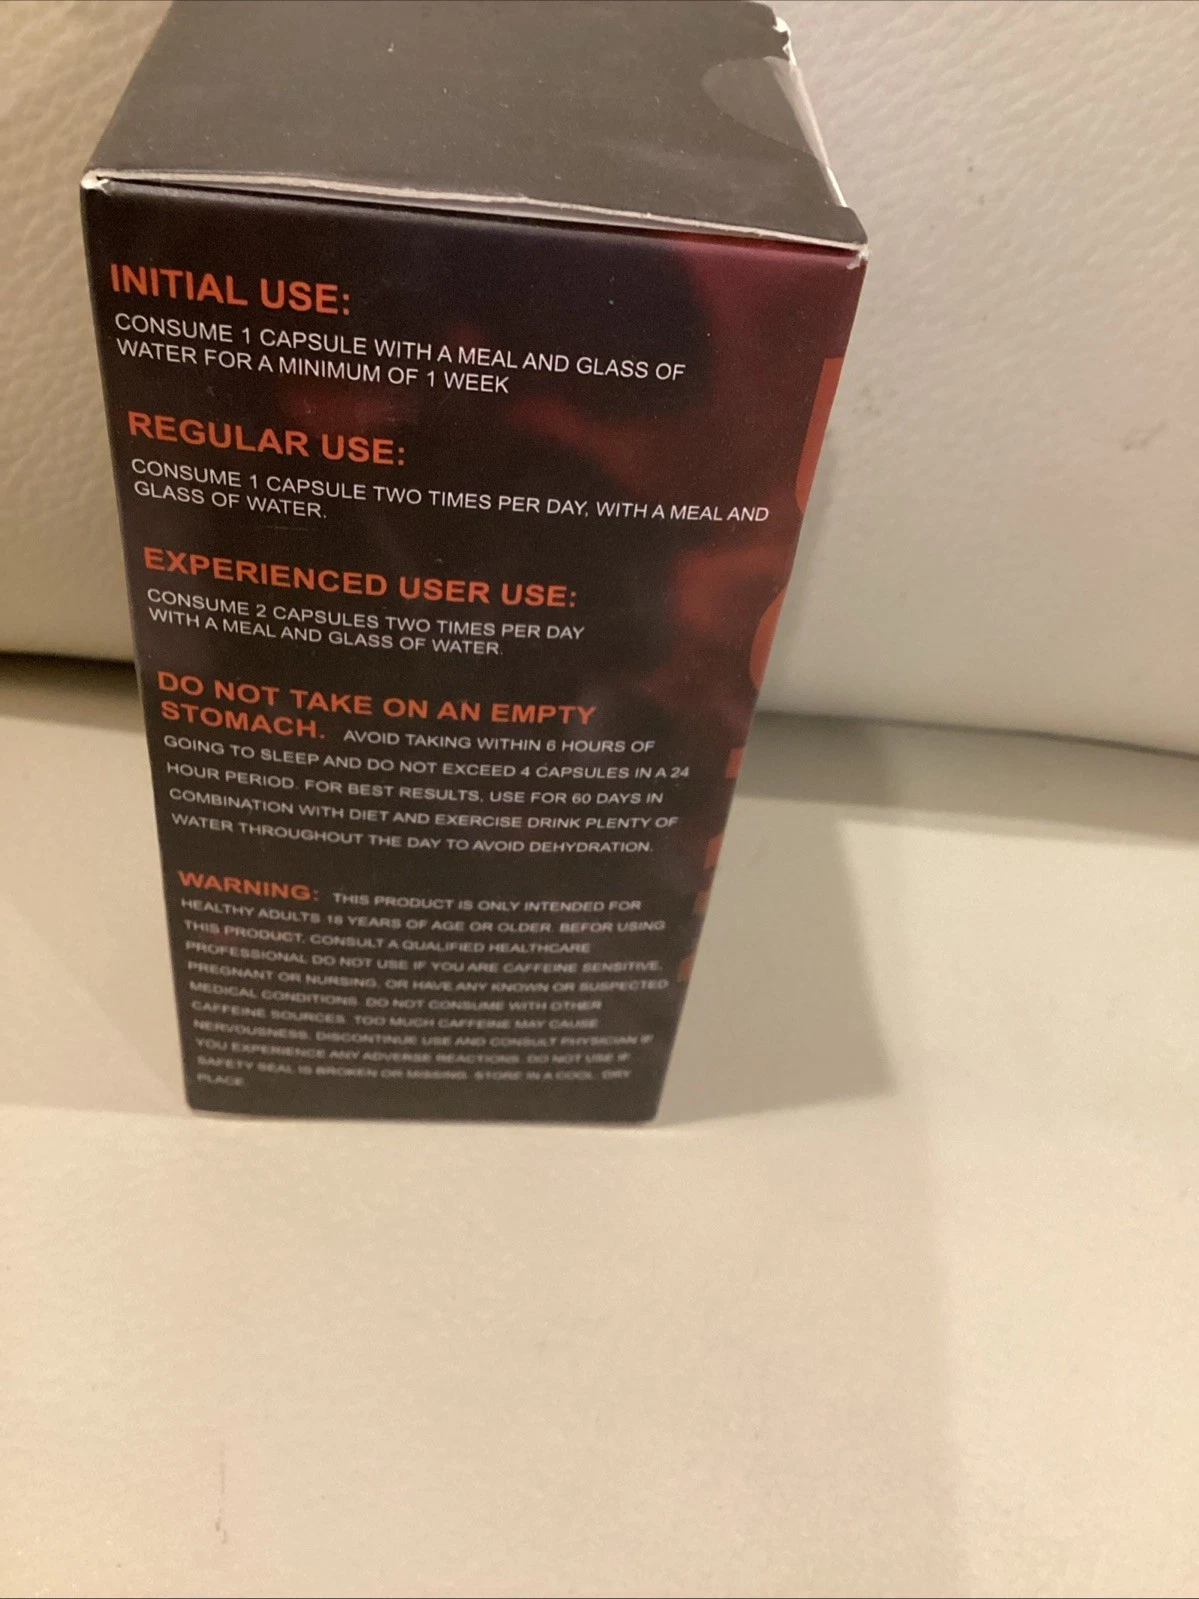 INITIAL USE:
CONSUME 1 CAPSULE WITH A MEAL AND GLASS OF
WATER FOR A MINIMUM OF 1 WEEK
REGULAR USE:
CONSUME 1 CAPSULE TWO TIMES PER DAY, WITH A MEAL AND
GLASS OF WATER.
EXPERIENCED USER USE:
CONSUME 2 CAPSULES TWO TIMES PER DAY
WITH A MEAL AND GLASS OF WATER.
DO NOT TAKE ON AN EMPTY
STOMACH. AVOID TAKING WITHIN 6 HOURS OF
GOING TO SLEEP AND DO NOT EXCEED 4 CAPSULES IN A 24
HOUR PERIOD. FOR BEST RESULTS, USE FOR 60 DAYS IN
COMBINATION WITH DIET AND EXERCISE DRINK PLENTY OF
WATER THROUGHOUT THE DAY TO AVOID DEHYDRATION.
WARNING: THIS PRODUCT IS ONLY INTENDED FOR
HEALTHY ADULTS 18 YEARS OF AGE OR OLDER. BEFOR USING
THIS PRODUCT, CONSULT A QUALIFIED HEALTHCARE
PROFESSIONAL DO NOT USE IF YOU ARE CAFFEINE SENSITIVE,
PREGNANT OR NURSING, OR HAVE ANY KNOWN OR SUSPECTED
MEDICAL CONDITIONS. DO NOT CONSUME WITH OTHER
CAFFEINE SOURCES. TOO MUCH CAFFEINE MAY CAUSE
NERVOUSNESS. DISCONTINUE USE AND CONSULT PHYSICIAN IF
YOU EXPERIENCE ANY ADVERSE REACTIONS. DO NOT USE IF
SAFETY SEAL IS BROKEN OR MISSING. STORE IN A COOL, DRY
PLACE